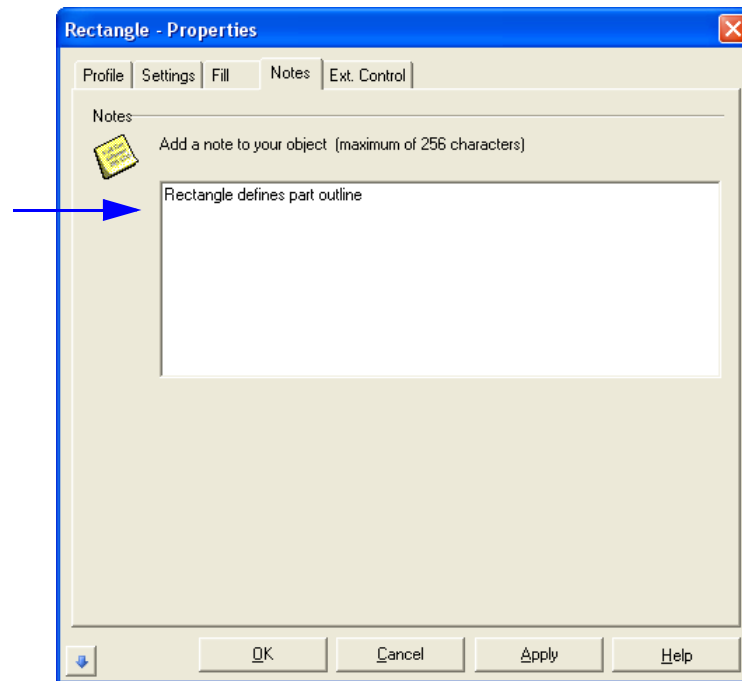 Rectangle - Properties
Profile Settings Fill Notes Ext. Control
Notes
Add a note to your object (maximum of 256 characters)
Rectangle defines part outline
OK Cancel Apply Help